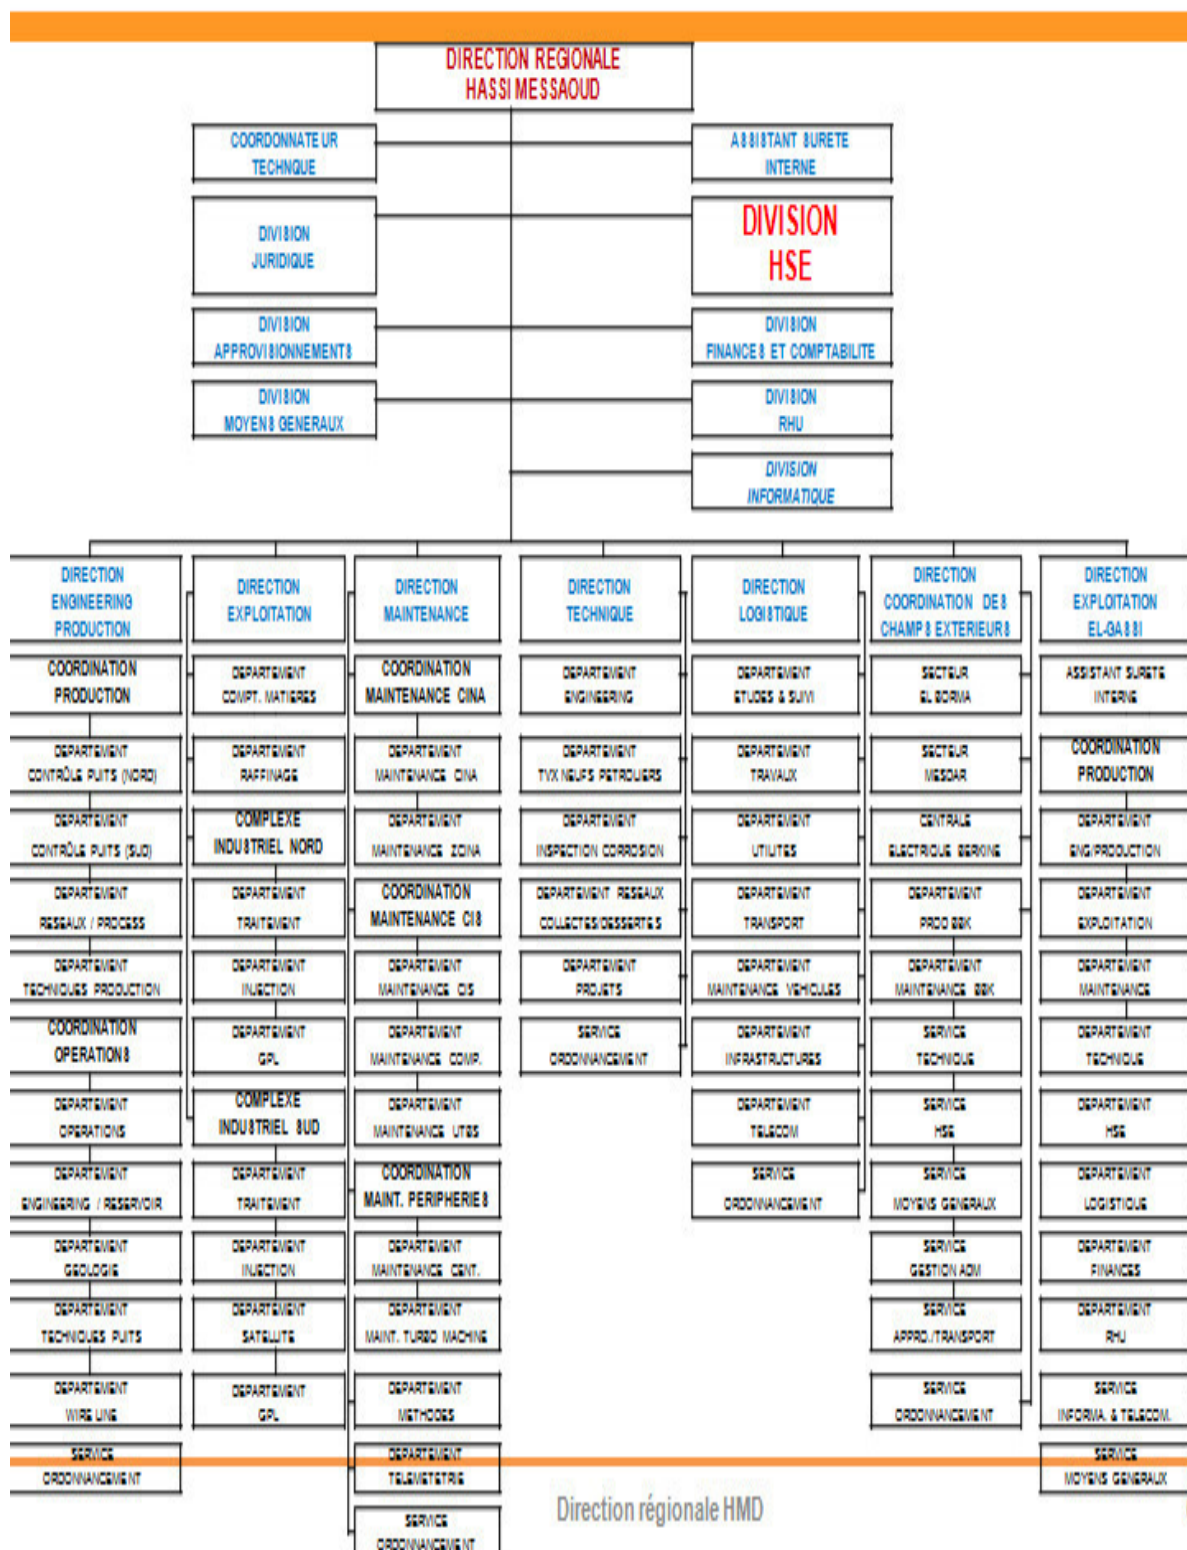 DIRECTION REGIONALE
HASSI MESSAOUD
COORDONNATEUR
TECHNQUE
ASSISTANT SURETE
INTERNE
DIVISION
JURIDIQUE
DIVISION
HSE
DIVISION
APPROVISIONNEMENTS
DIVISION
FINANCES ET COMPTABILITE
DIVISION
MOYENS GENERAUX
DIVISION
RHU
DIVISION
INFORMATIQUE
DIRECTION
ENGINEERING
PRODUCTION
COORDINATION
PRODUCTION
DEPARTEMENT
CONTRÔLE PUITS (NORD)
DEPARTEMENT
CONTRÔLE PUITS (SUD)
DEPARTEMENT
RESEAUX / PROCESS
DEPARTEMENT
TECHNIQUES PRODUCTION
COORDINATION
OPERATIONS
DEPARTEMENT
OPERATIONS
DEPARTEMENT
ENGINEERING / RESERVOIR
DEPARTEMENT
GEOLOGIE
DEPARTEMENT
TECHNIQUES PUITS
DEPARTEMENT
WIRE LINE
SERVICE
ORDONNANCEMENT
DIRECTION
EXPLOITATION
DEPARTEMENT
COMPT. MATIERES
DEPARTEMENT
RAFFINAGE
COMPLEXE
INDUSTRIEL NORD
DEPARTEMENT
TRAITEMENT
DEPARTEMENT
INJECTION
DEPARTEMENT
GPL
COMPLEXE
INDUSTRIEL SUD
DEPARTEMENT
TRAITEMENT
DEPARTEMENT
INJECTION
DEPARTEMENT
SATELLITE
DEPARTEMENT
GPL
DIRECTION
MAINTENANCE
COORDINATION
MAINTENANCE CINA
DEPARTEMENT
MAINTENANCE CINA
DEPARTEMENT
MAINTENANCE ZCINA
COORDINATION
MAINTENANCE CIS
DEPARTEMENT
MAINTENANCE CIS
DEPARTEMENT
MAINTENANCE COMP.
DEPARTEMENT
MAINTENANCE UTBS
COORDINATION
MAINT. PERIPHERIES
DEPARTEMENT
MAINTENANCE CENT.
DEPARTEMENT
MAINT. TURBO MACHINE
DEPARTEMENT
METHODES
DEPARTEMENT
TELEMETETRIE
SERVICE
ORDONNANCEMENT
DIRECTION
TECHNIQUE
DEPARTEMENT
ENGINEERING
DEPARTEMENT
TVX NEUFS PETROLIERS
DEPARTEMENT
INSPECTION CORROSION
DEPARTEMENT RESEAUX
COLLECTES/DESSERTES
DEPARTEMENT
PROJETS
SERVICE
ORDONNANCEMENT
DIRECTION
LOGISTIQUE
DEPARTEMENT
ETUDES & SUIVI
DEPARTEMENT
TRAVAUX
DEPARTEMENT
UTILITES
DEPARTEMENT
TRANSPORT
DEPARTEMENT
MAINTENANCE VEHICULES
DEPARTEMENT
INFRASTRUCTURES
DEPARTEMENT
TELECOM
SERVICE
ORDONNANCEMENT
DIRECTION
COORDINATION DES
CHAMPS EXTERIEURS
SECTEUR
EL BORMA
SECTEUR
MESDAR
CENTRALE
ELECTRIQUE BERKINE
DEPARTEMENT
PROD BBK
DEPARTEMENT
MAINTENANCE BBK
SERVICE
TECHNIQUE
SERVICE
HSE
SERVICE
MOYENS GENERAUX
SERVICE
GESTION ADM
SERVICE
APPRO./TRANSPORT
SERVICE
ORDONNANCEMENT
DIRECTION
EXPLOITATION
EL-GASSI
ASSISTANT SURETE
INTERNE
COORDINATION
PRODUCTION
DEPARTEMENT
ENG/PRODUCTION
DEPARTEMENT
EXPLOITATION
DEPARTEMENT
MAINTENANCE
DEPARTEMENT
TECHNIQUE
DEPARTEMENT
HSE
DEPARTEMENT
LOGISTIQUE
DEPARTEMENT
FINANCES
DEPARTEMENT
RHU
SERVICE
INFORMA. & TELECOM.
SERVICE
MOYENS GENERAUX
Direction régionale HMD